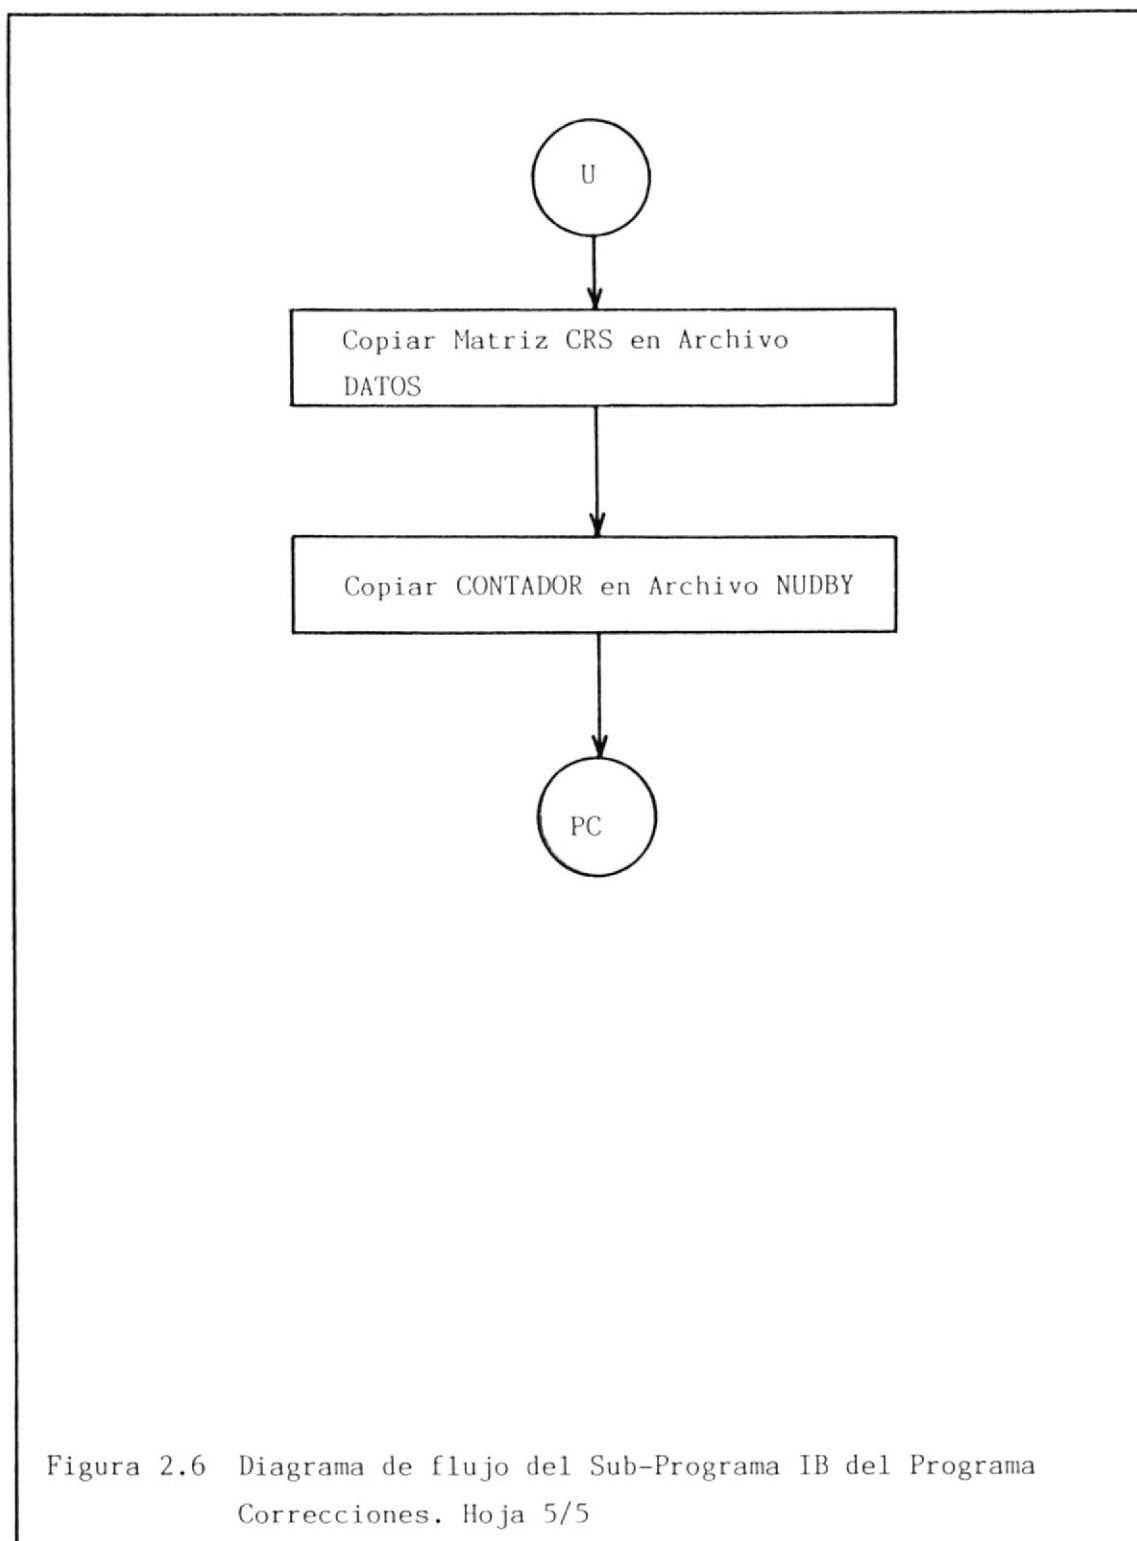 U
Copiar Matriz CRS en Archivo
DATOS
Copiar CONTADOR en Archivo NUDBY
PC
Figura 2.6 Diagrama de flujo del Sub-Programa IB del Programa
Correcciones. Hoja 5/5